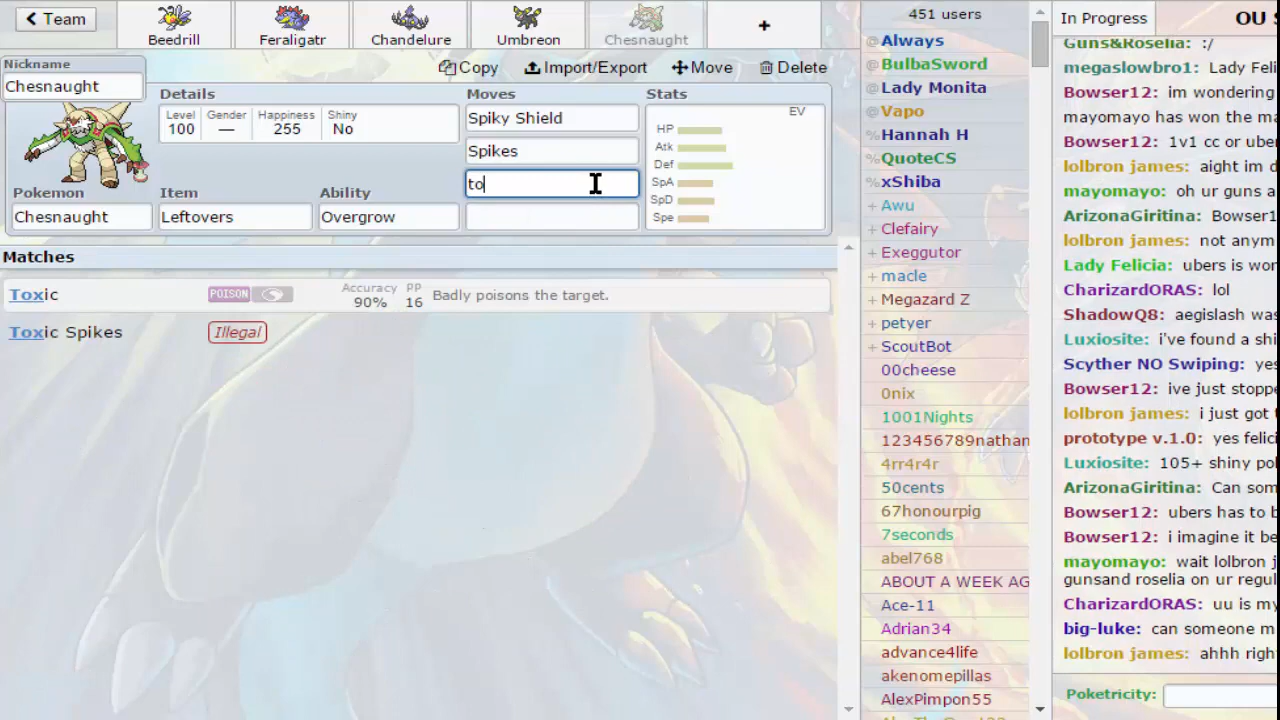 Team
Beedrill
Feraligatr
Chandelure
Umbreon
Chesnaught
+
Nickname
Chesnaught
Copy
Import/Export
Move
Delete
Details
Level
100
Gender
—
Happiness
255
Shiny
No
Pokemon
Chesnaught
Item
Leftovers
Ability
Overgrow
Moves
Spiky Shield
Spikes
to
Stats
EV
HP
Atk
Def
SpA
SpD
Spe
Matches
Toxic
POISON
Accuracy
90%
PP
16
Badly poisons the target.
Toxic Spikes
Illegal
451 users
@Always
@BulbaSword
@Lady Monita
@Vapo
%Hannah H
%QuoteCS
%xShiba
+Awu
+Clefairy
+Exeggutor
+macle
+Megazard Z
+petyer
+ScoutBot
00cheese
0nix
1001Nights
123456789nathan
4rr4r4r
50cents
67honourpig
7seconds
abel768
ABOUT A WEEK AG
Ace-11
Adrian34
advance4life
akenomepillas
AlexPimpon55
In Progress
OU S
Guns&Roselia: :/
megaslowbro1: Lady Feli
Bowser12: im wondering
mayomayo has won the m
Bowser12: 1v1 cc or ube
lolbron james: aight im d
mayomayo: oh ur guns a
ArizonaGiritina: Bowser1
lolbron james: not anym
Lady Felicia: ubers is wor
CharizardORAS: lol
ShadowQ8: aegislash was
Luxiosite: i've found a shi
Scyther NO Swiping: yes
Bowser12: ive just stoppe
lolbron james: i just got t
prototype v.1.0: yes felici
Luxiosite: 105+ shiny pol
ArizonaGiritina: Can som
Bowser12: ubers has to b
Bowser12: i imagine it be
mayomayo: wait lolbron j
gunsand roselia on ur regul
CharizardORAS: uu is my
big-luke: can someone m
lolbron james: ahhh righ
Poketricity: